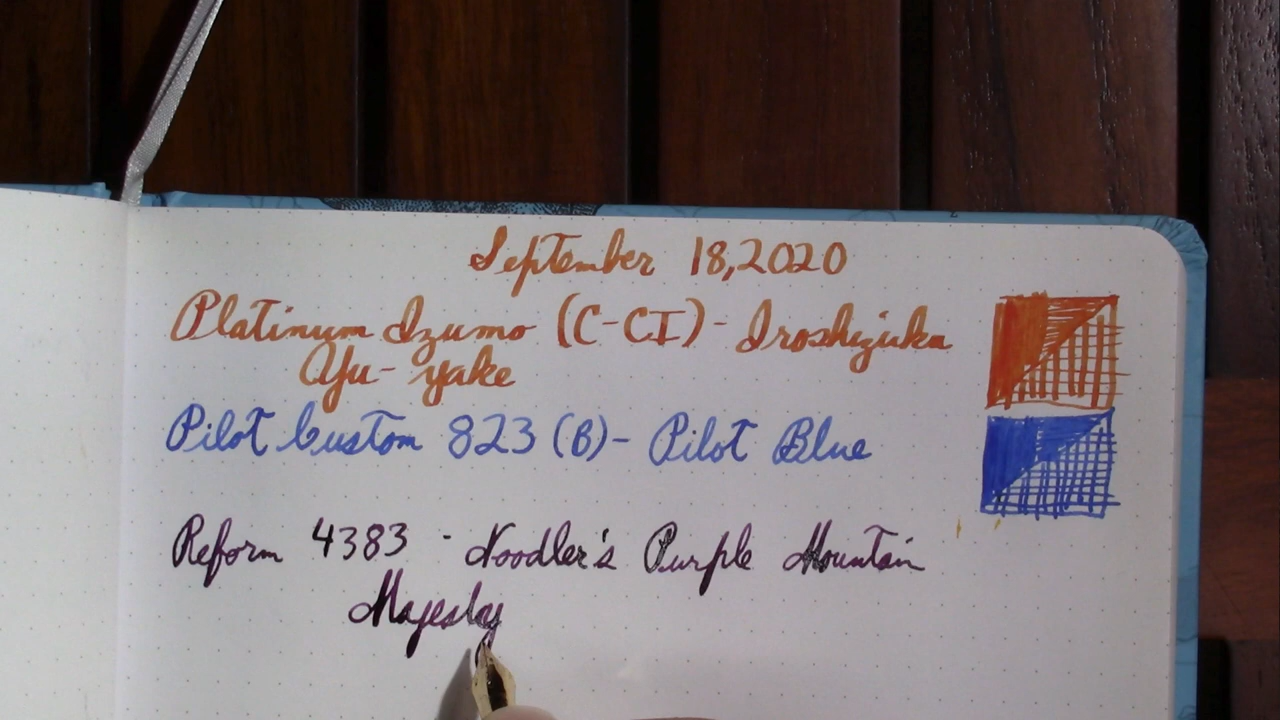 September 18, 2020
Platinum Izumo (C-CI) - Iroshizuku
Yu-yake
Pilot Custom 823 (B) - Pilot Blue
Reform 4383 - Noodler's Purple Mountain
Majesty